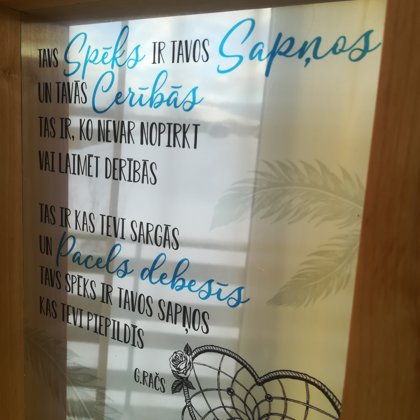 TAVS Spēks IR TAVOS Sapņos
UN TAVĀS Cerībās
TAS IR, KO NEVAR NOPIRKT
VAI LAIMĒT DERĪBĀS
TAS IR KAS TEVI SARGĀS
UN Pacels debesīs
TAVS SPĒKS IR TAVOS SAPŅOS
KAS TEVI PIEPILDĪS
G.RAČS